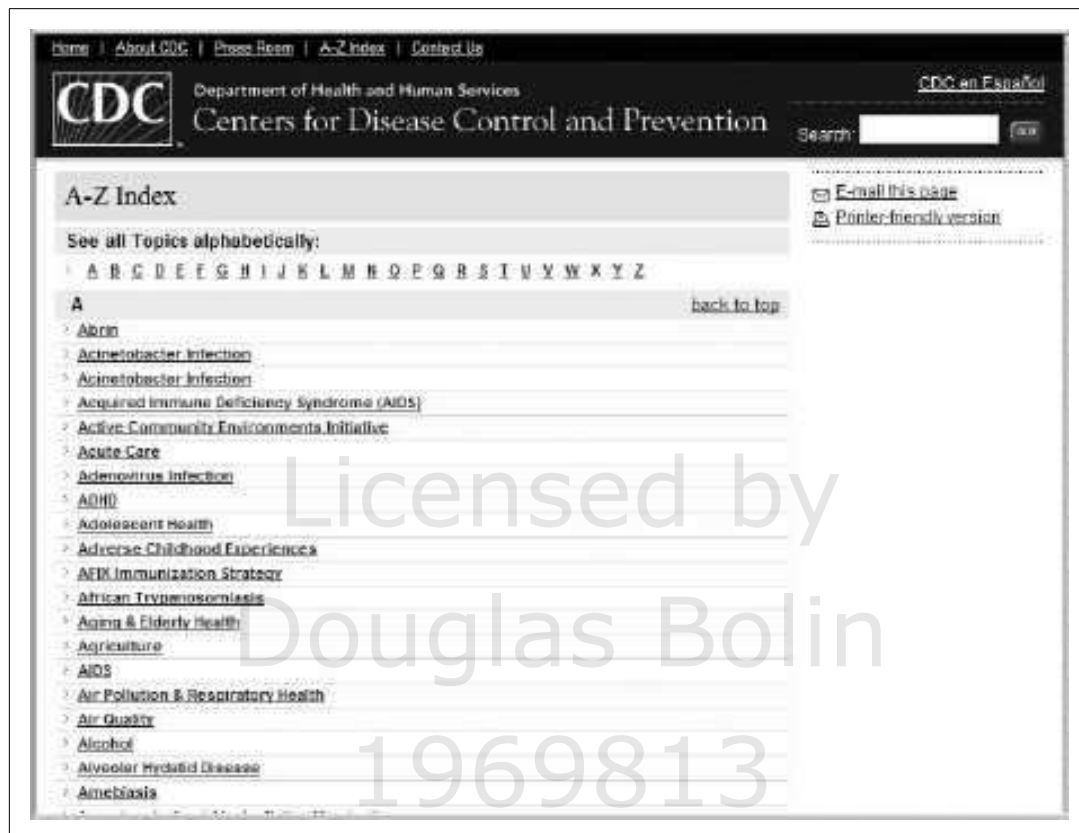 Home | About CDC | Press Room | A-Z Index | Contact Us
CDC
Department of Health and Human Services
Centers for Disease Control and Prevention
CDC en Español
Search:
A-Z Index
E-mail this page
Printer-friendly version
See all Topics alphabetically:
A B C D E F G H I J K L M N O P Q R S T U V W X Y Z
A back to top
Abrin
Acinetobacter Infection
Acinetobacter Infection
Acquired Immune Deficiency Syndrome (AIDS)
Active Community Environments Initiative
Acute Care
Adenovirus Infection
ADHD
Adolescent Health
Adverse Childhood Experiences
AFIX Immunization Strategy
African Trypanosomiasis
Aging & Elderly Health
Agriculture
AIDS
Air Pollution & Respiratory Health
Air Quality
Alcohol
Alveolar Hydatid Disease
Amebiasis
Licensed by
Douglas Bolin
1969813